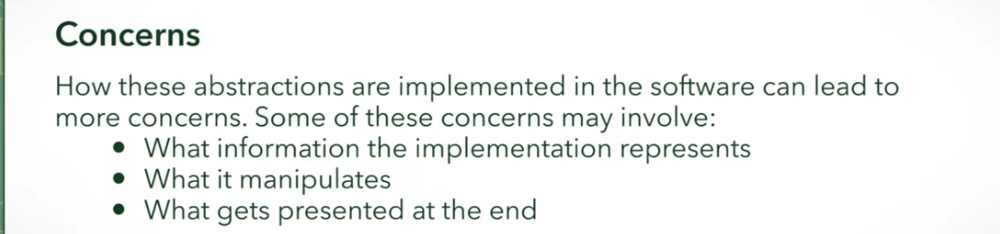 Concerns
How these abstractions are implemented in the software can lead to
more concerns. Some of these concerns may involve:
• What information the implementation represents
• What it manipulates
• What gets presented at the end